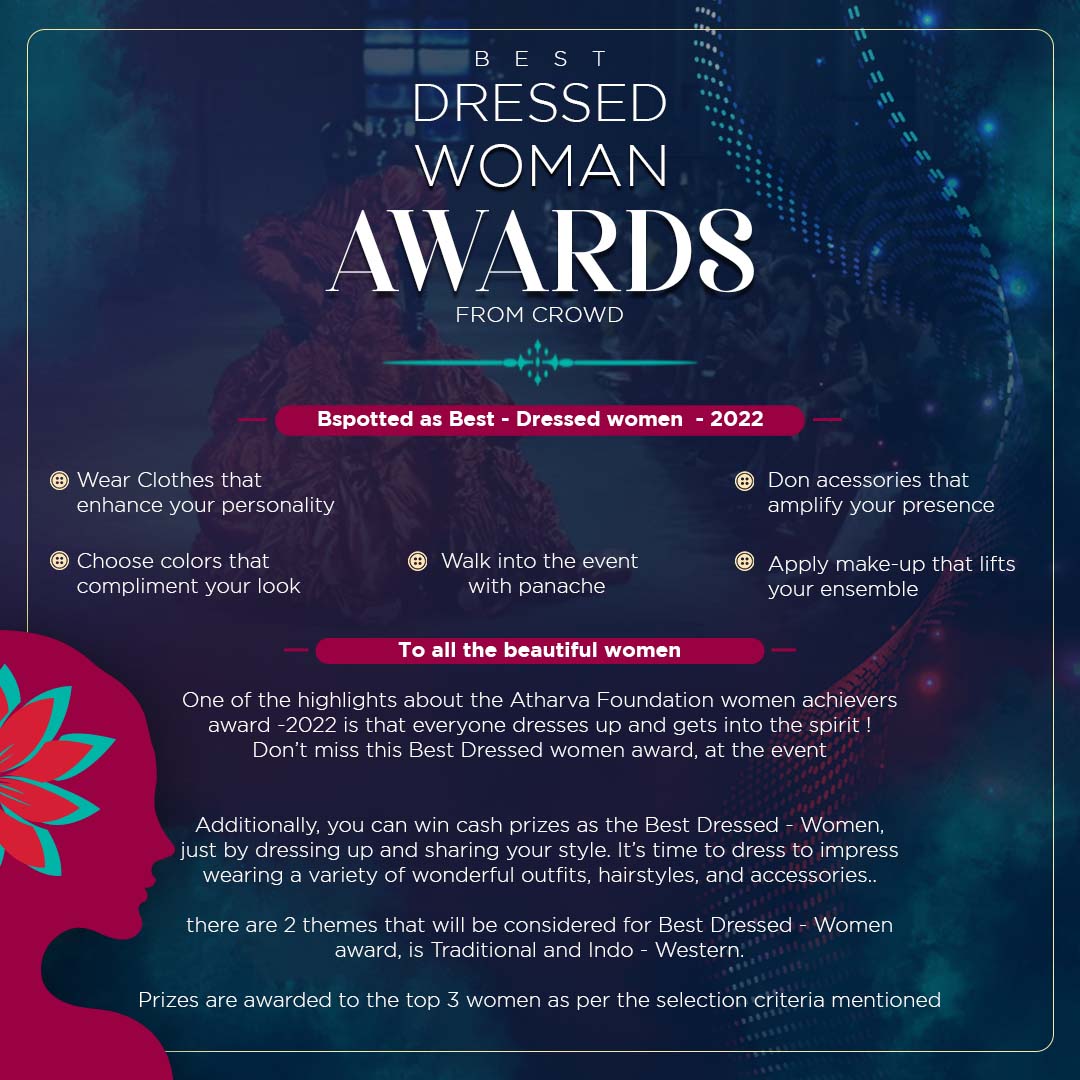 BEST
DRESSED
WOMAN
AWARDS
FROM CROWD
Bspotted as Best - Dressed women - 2022
Wear Clothes that
enhance your personality
Don acessories that
amplify your presence
Choose colors that
compliment your look
Walk into the event
with panache
Apply make-up that lifts
your ensemble
To all the beautiful women
One of the highlights about the Atharva Foundation women achievers
award -2022 is that everyone dresses up and gets into the spirit !
Don't miss this Best Dressed women award, at the event
Additionally, you can win cash prizes as the Best Dressed - Women,
just by dressing up and sharing your style. It's time to dress to impress
wearing a variety of wonderful outfits, hairstyles, and accessories..
there are 2 themes that will be considered for Best Dressed - Women
award, is Traditional and Indo - Western.
Prizes are awarded to the top 3 women as per the selection criteria mentioned